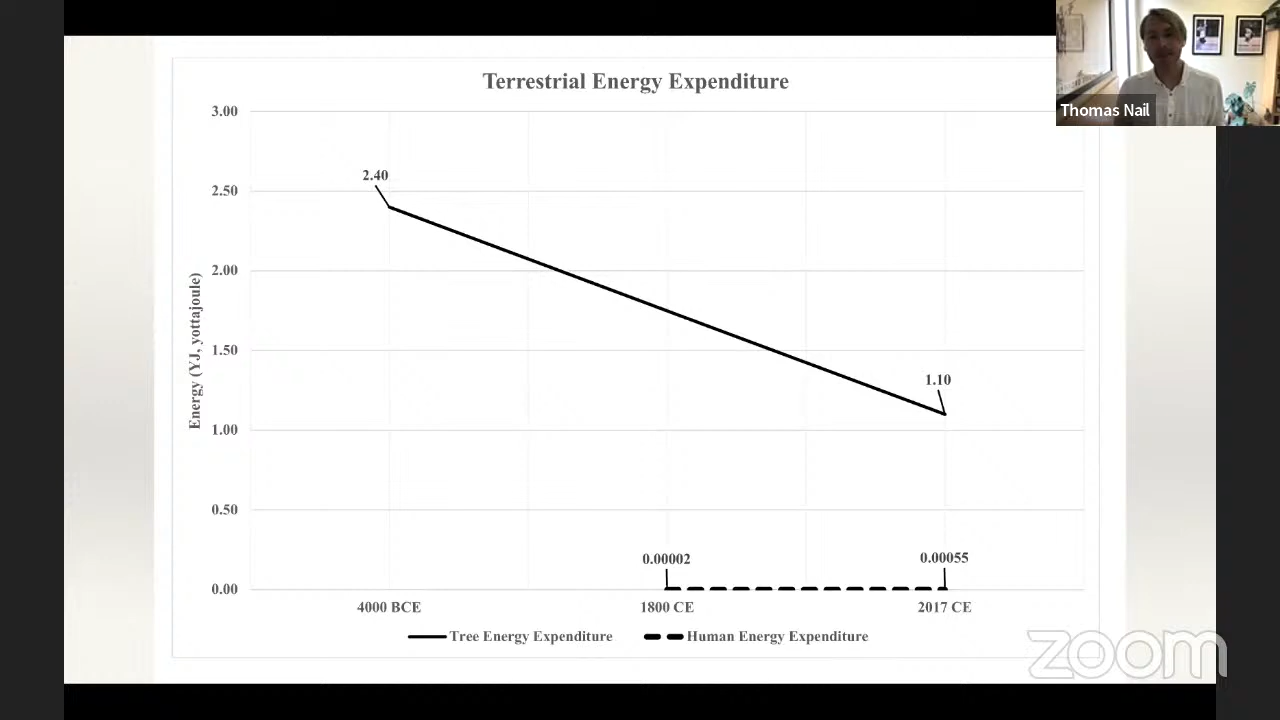 Terrestrial Energy Expenditure
Thomas Nail
3.00
2.50
2.00
1.50
1.00
0.50
0.00
Energy (YJ, yottajoule)
2.40
1.10
0.00002
0.00055
4000 BCE 1800 CE 2017 CE
Tree Energy Expenditure Human Energy Expenditure
zoom